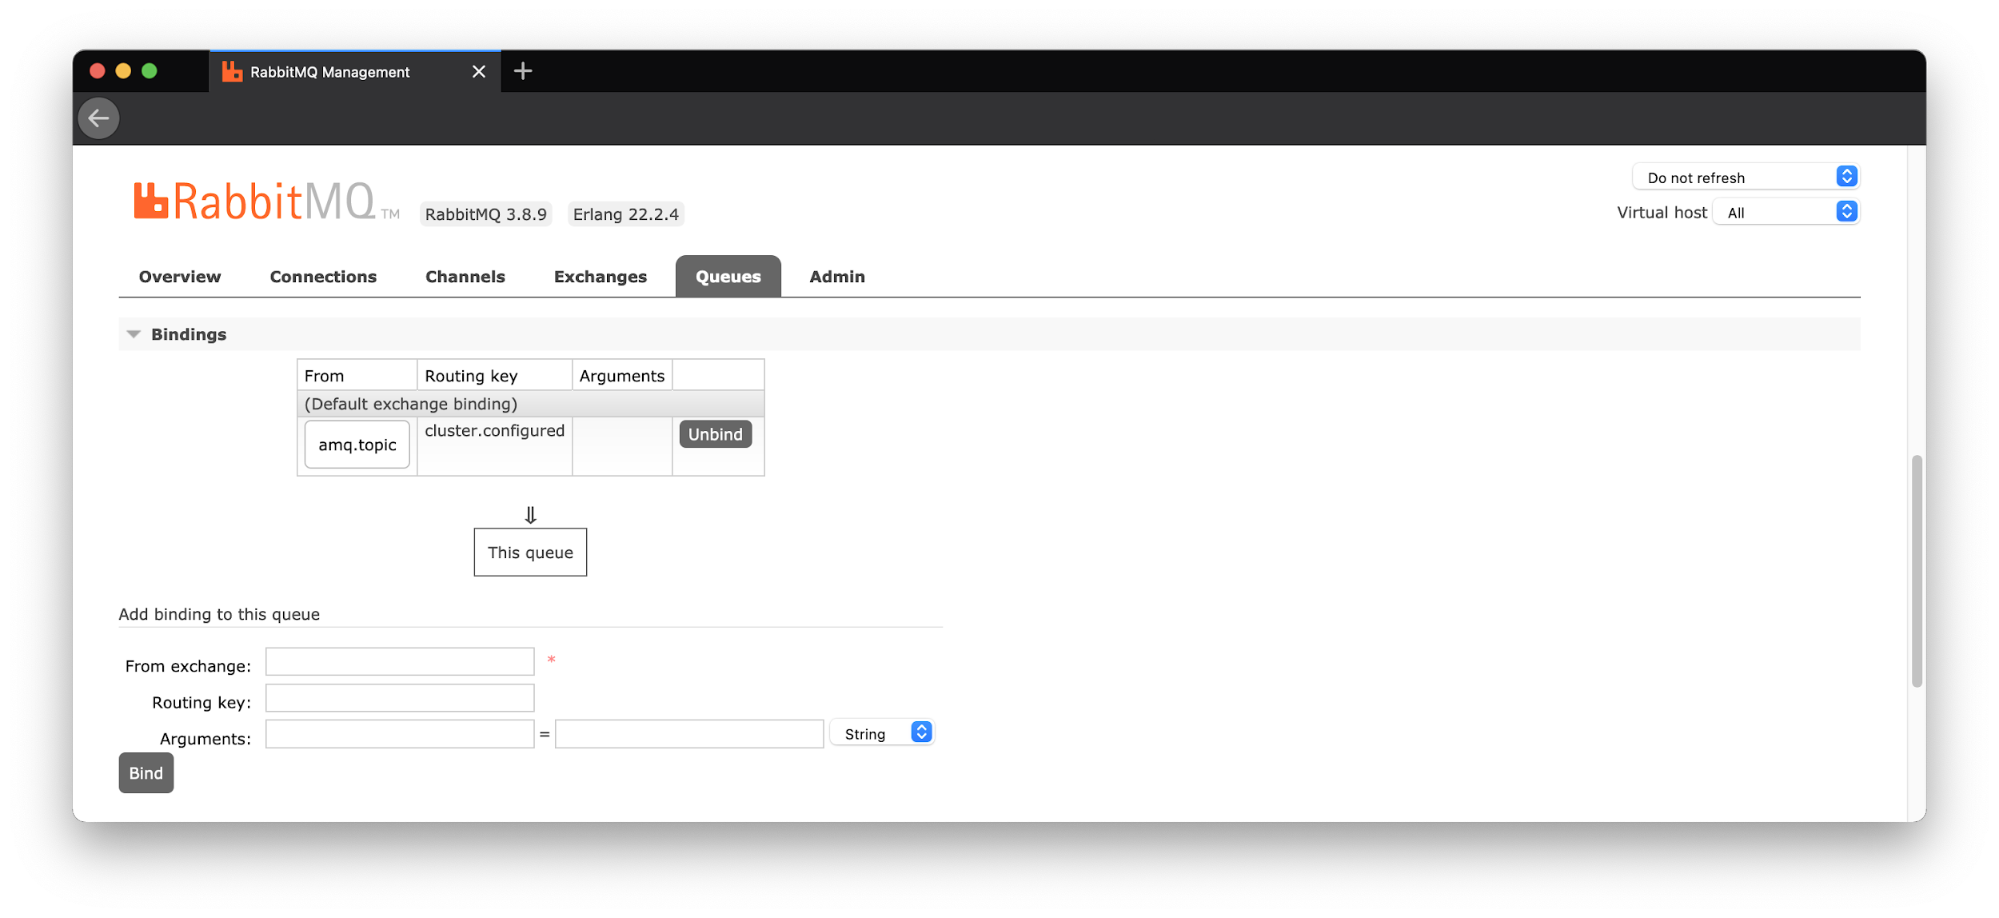 RabbitMQ Management
RabbitMQ TM RabbitMQ 3.8.9 Erlang 22.2.4
Do not refresh
Virtual host All
Overview Connections Channels Exchanges Queues Admin
Bindings
From Routing key Arguments
(Default exchange binding)
amq.topic cluster.configured Unbind
⇓
This queue
Add binding to this queue
From exchange: *
Routing key:
Arguments: = String
Bind